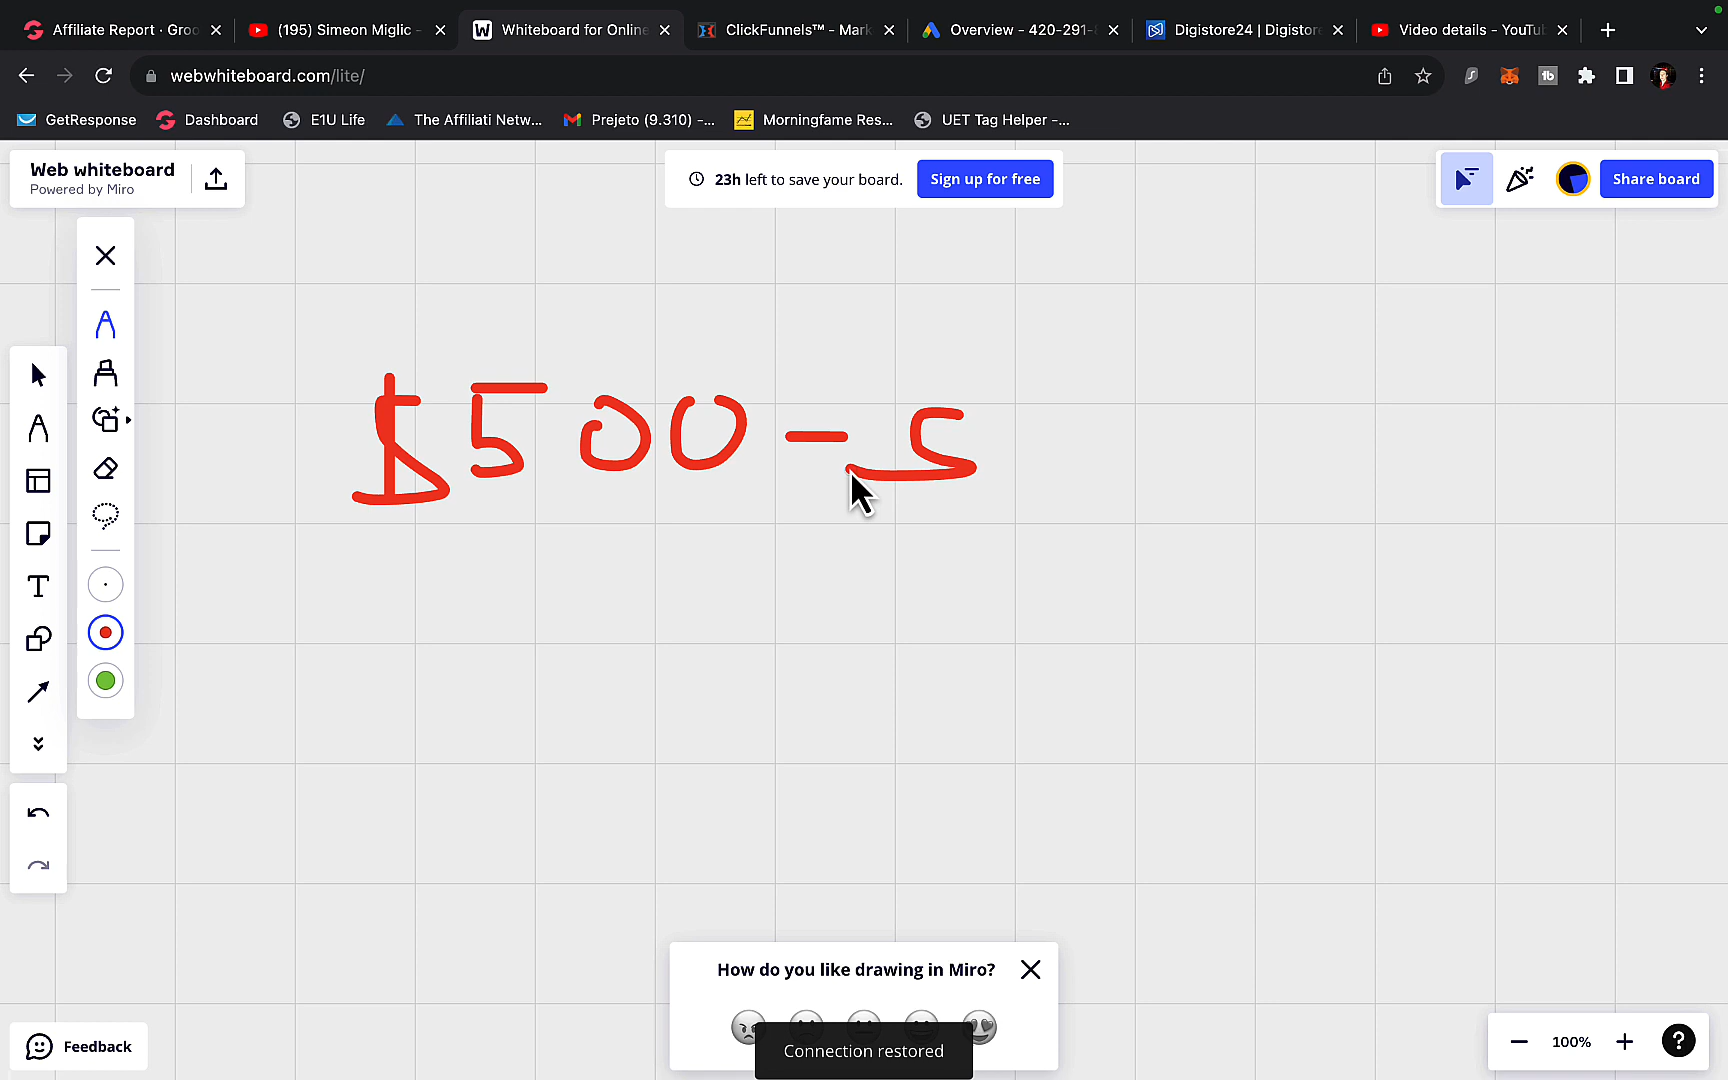 Affiliate Report · Groo
(195) Simeon Miglic -
Whiteboard for Online
ClickFunnels™ - Mark
Overview - 420-291-
Digistore24 | Digistore
Video details - YouTub
webwhiteboard.com/lite/
GetResponse
Dashboard
E1U Life
The Affiliati Netw...
Prejeto (9.310) -...
Morningfame Res...
UET Tag Helper -...
Web whiteboard
Powered by Miro
23h left to save your board.
Sign up for free
Share board
$500-S
How do you like drawing in Miro?
Connection restored
Feedback
100%